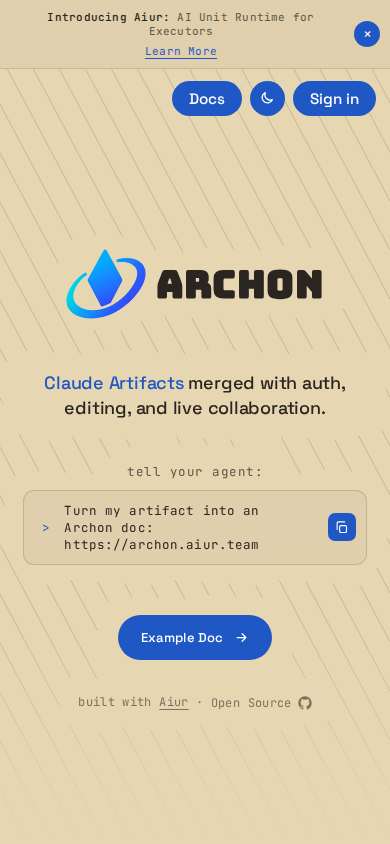 Introducing Aiur: AI Unit Runtime for
Executors
Learn More
×
Docs
Sign in
ARCHON
Claude Artifacts merged with auth,
editing, and live collaboration.
tell your agent:
> Turn my artifact into an
Archon doc:
https://archon.aiur.team
Example Doc →
built with Aiur · Open Source